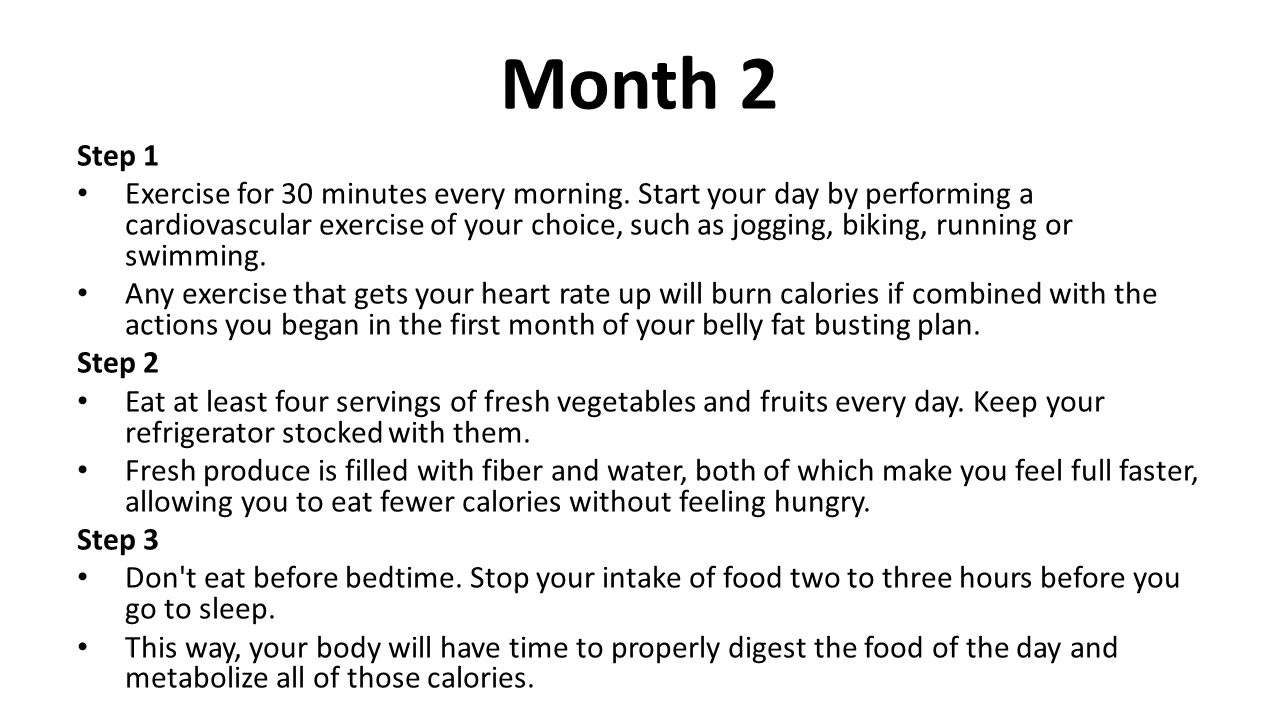 Month 2
Step 1
• Exercise for 30 minutes every morning. Start your day by performing a
cardiovascular exercise of your choice, such as jogging, biking, running or
swimming.
• Any exercise that gets your heart rate up will burn calories if combined with the
actions you began in the first month of your belly fat busting plan.
Step 2
• Eat at least four servings of fresh vegetables and fruits every day. Keep your
refrigerator stocked with them.
• Fresh produce is filled with fiber and water, both of which make you feel full faster,
allowing you to eat fewer calories without feeling hungry.
Step 3
• Don't eat before bedtime. Stop your intake of food two to three hours before you
go to sleep.
• This way, your body will have time to properly digest the food of the day and
metabolize all of those calories.